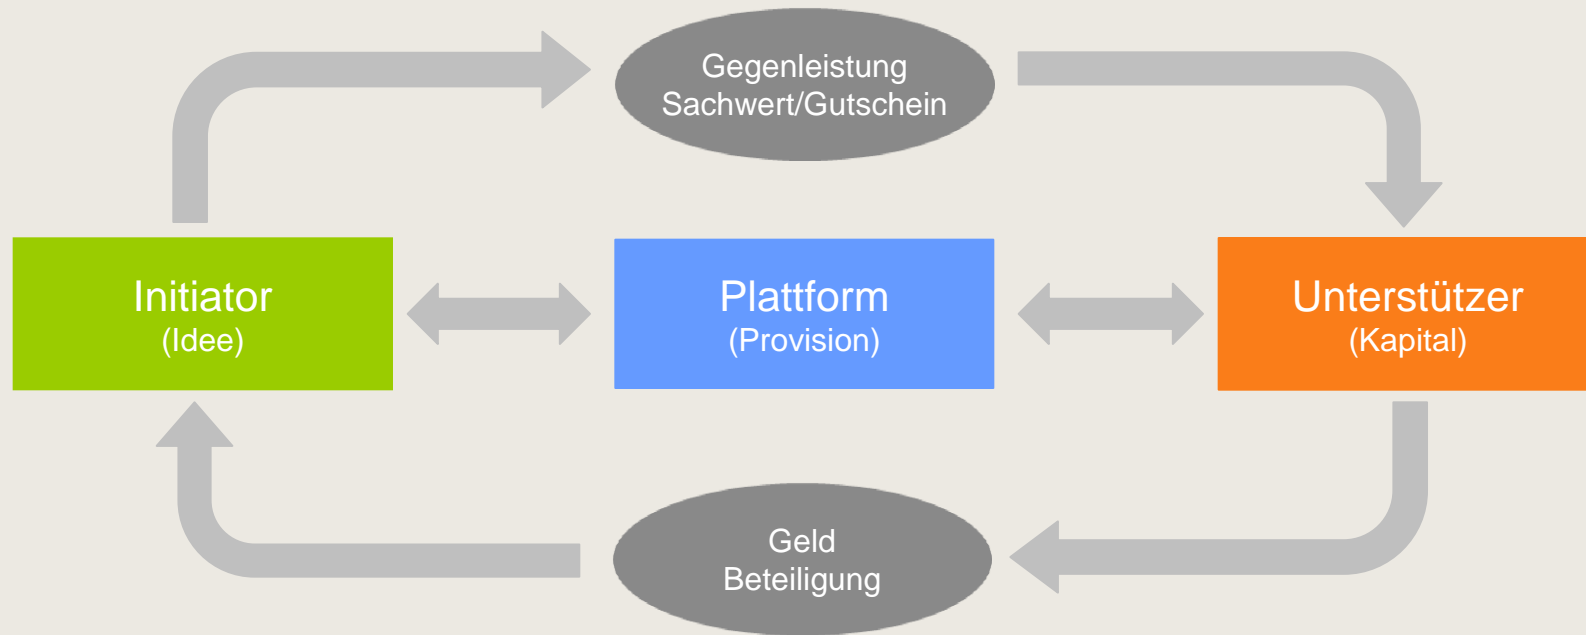 Gegenleistung
Sachwert/Gutschein
Initiator
(Idee)
Plattform
(Provision)
Unterstützer
(Kapital)
Geld
Beteiligung